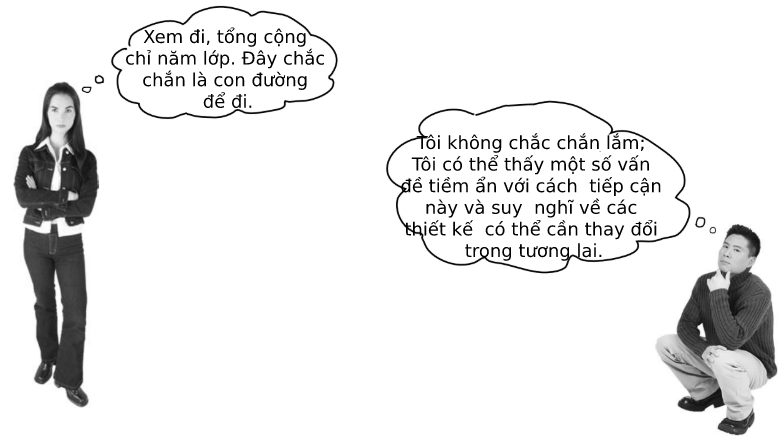 Xem đi, tổng cộng
chỉ năm lớp. Đây chắc
chắn là con đường
để đi.
Tôi không chắc chắn lắm;
Tôi có thể thấy một số vấn
đề tiềm ẩn với cách tiếp cận
này và suy nghĩ về các
thiết kế có thể cần thay đổi
trong tương lai.